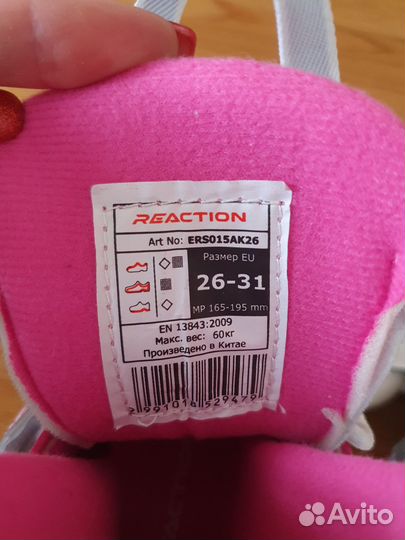 REACTION
Art No: ERS015AK26
Размер EU
26-31
MP 165-195 mm
EN 13843:2009
Макс. вес: 60кг
Произведено в Китае
Avito